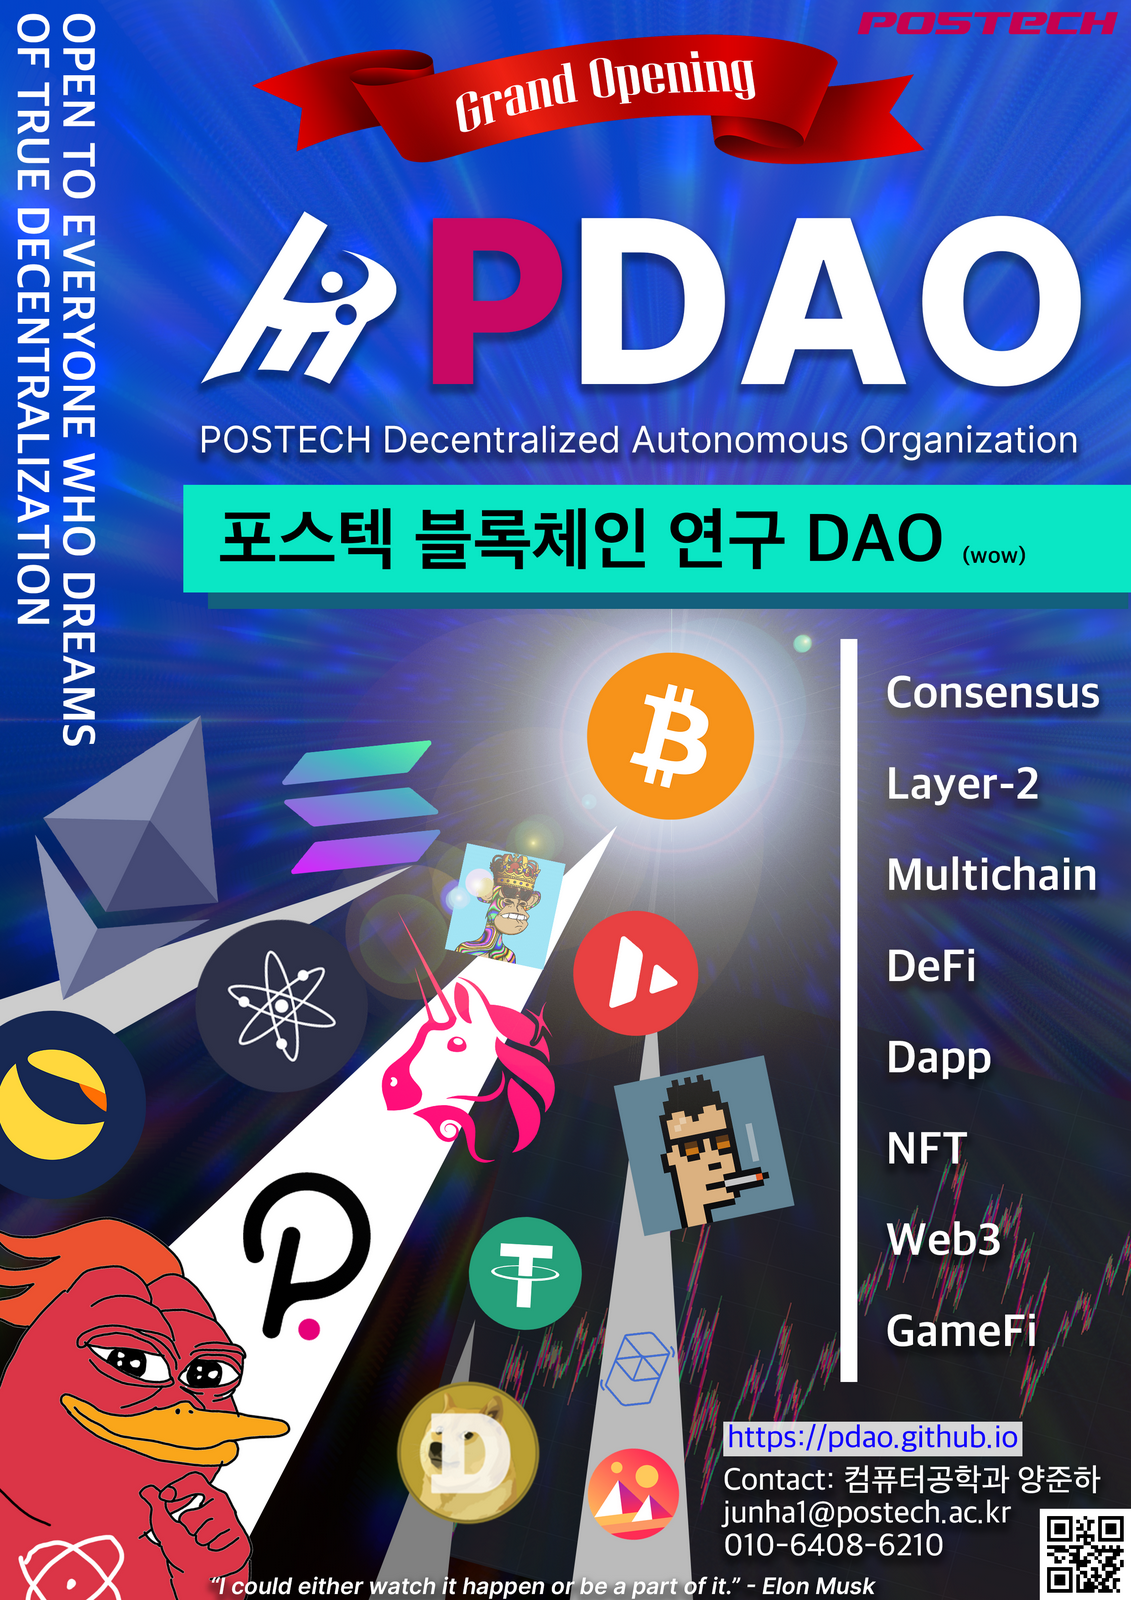 POSTECH
Grand Opening
OPEN TO EVERYONE WHO DREAMS
OF TRUE DECENTRALIZATION
PDAO
POSTECH Decentralized Autonomous Organization
포스텍 블록체인 연구 DAO (wow)
Consensus
Layer-2
Multichain
DeFi
Dapp
NFT
Web3
GameFi
https://pdao.github.io
Contact: 컴퓨터공학과 양준하
junha1@postech.ac.kr
010-6408-6210
“I could either watch it happen or be a part of it.” - Elon Musk